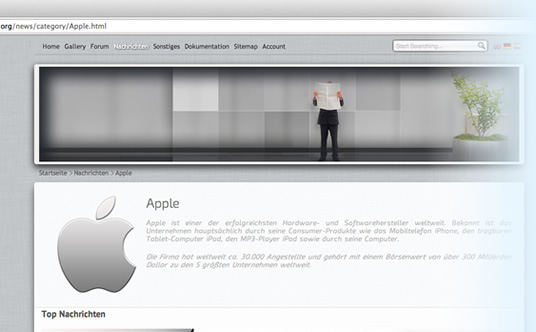 org/news/category/Apple.html
Home Gallery Forum Nachrichten Sonstiges Dokumentation Sitemap Account Start Searching...
Startseite > Nachrichten > Apple
Apple
Apple ist einer der erfolgreichsten Hardware- und Softwarehersteller weltweit. Bekannt ist das
Unternehmen hauptsächlich durch seine Consumer-Produkte wie das Mobiltelefon iPhone, den tragbaren
Tablet-Computer iPad, den MP3-Player iPod sowie durch seine Computer.
Die Firma hat weltweit ca. 30.000 Angestellte und gehört mit einem Börsenwert von über 300 Milliarden
Dollar zu den 5 größten Unternehmen weltweit.
Top Nachrichten